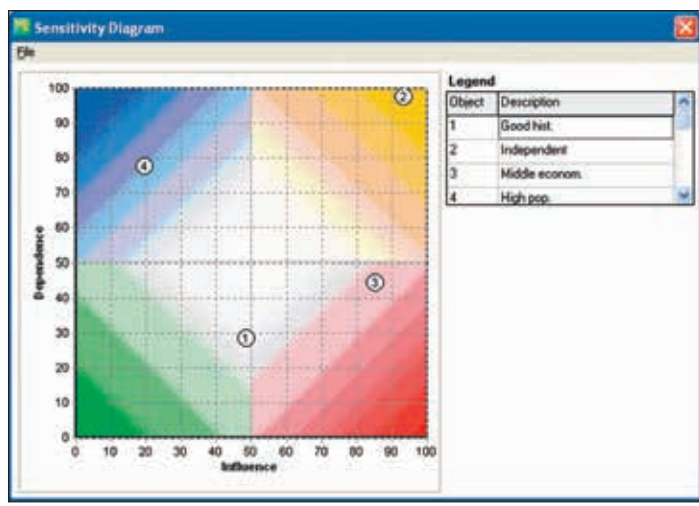 Sensitivity Diagram
File
Legend
Object Description
1 Good hist.
2 Independent
3 Middle econom.
4 High pop.
100
90
80
70
60
50
40
30
20
10
0
0 10 20 30 40 50 60 70 80 90 100
Dependence
Influence
2
4
3
1